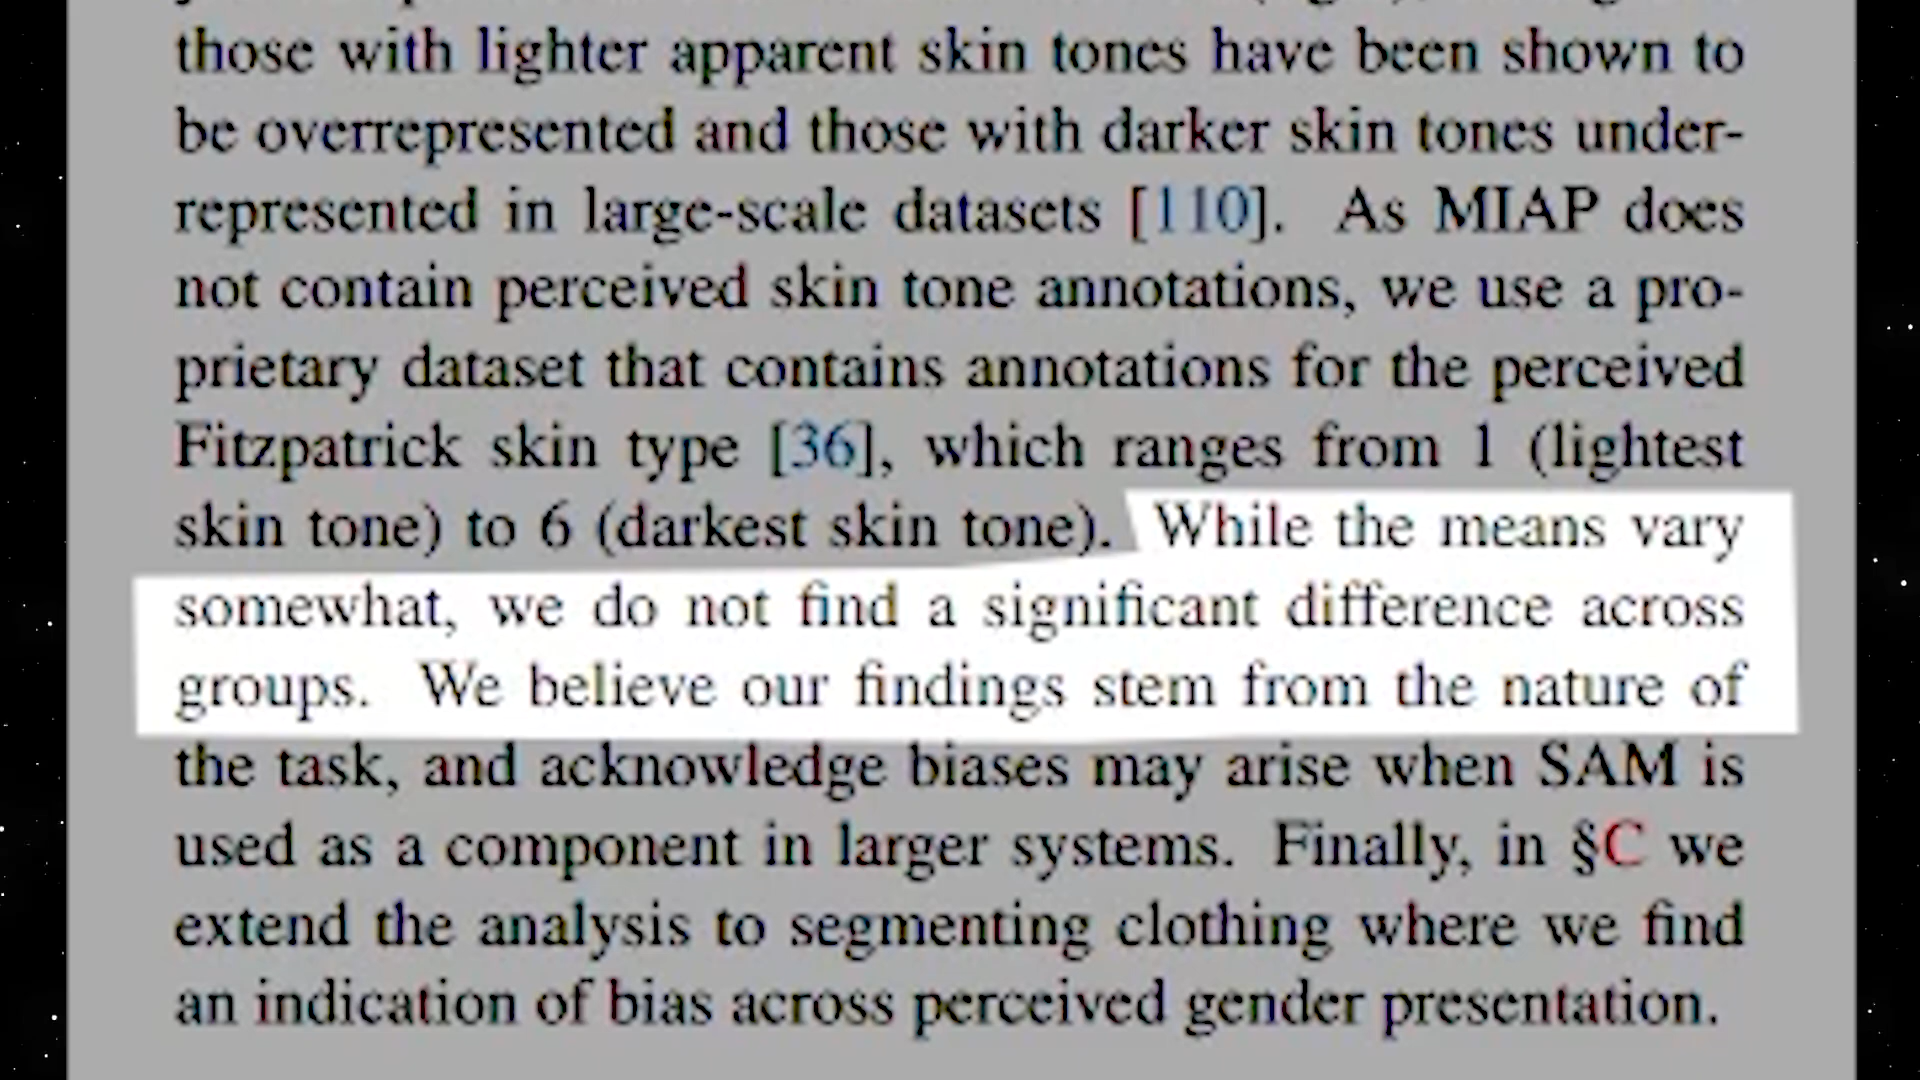 those with lighter apparent skin tones have been shown to
be overrepresented and those with darker skin tones under-
represented in large-scale datasets [110]. As MIAP does
not contain perceived skin tone annotations, we use a pro-
prietary dataset that contains annotations for the perceived
Fitzpatrick skin type [36], which ranges from 1 (lightest
skin tone) to 6 (darkest skin tone). While the means vary
somewhat, we do not find a significant difference across
groups. We believe our findings stem from the nature of
the task, and acknowledge biases may arise when SAM is
used as a component in larger systems. Finally, in §C we
extend the analysis to segmenting clothing where we find
an indication of bias across perceived gender presentation.